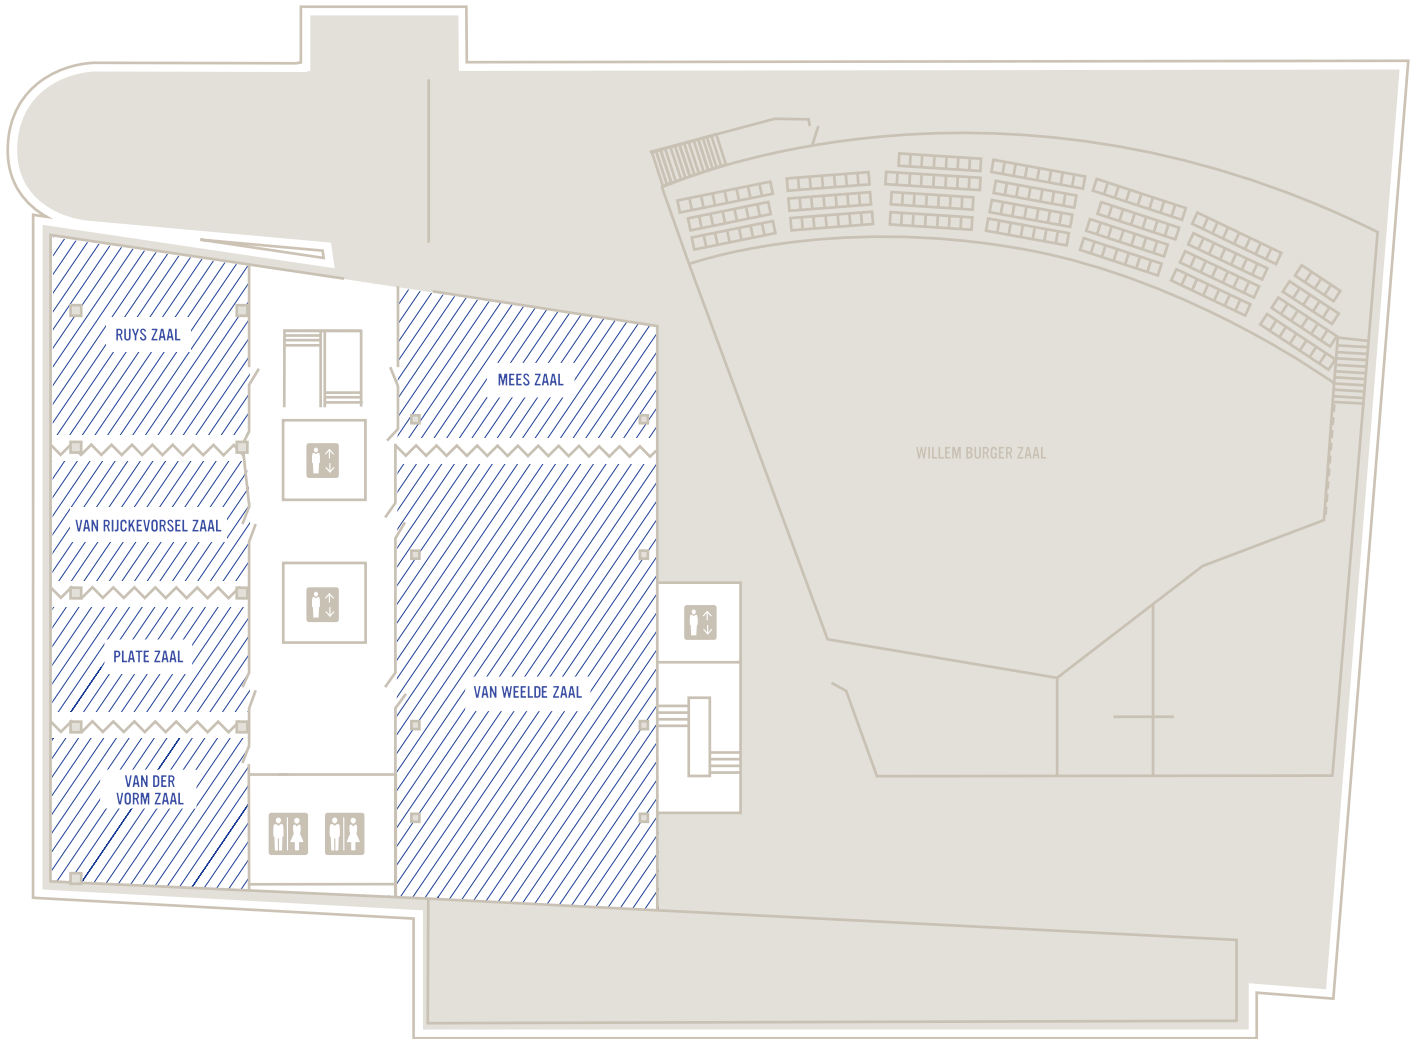 RUYS ZAAL
MEES ZAAL
WILLEM BURGER ZAAL
VAN RIJCKEVORSEL ZAAL
PLATE ZAAL
VAN WEELDE ZAAL
VAN DER
VORM ZAAL